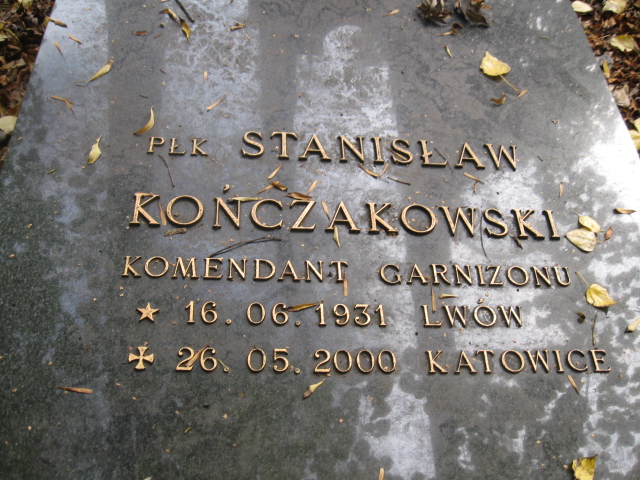 PŁK STANISŁAW
KOŃCZAKOWSKI
KOMENDANT GARNIZONU
16.06.1931 LWÓW
26.05.2000 KATOWICE